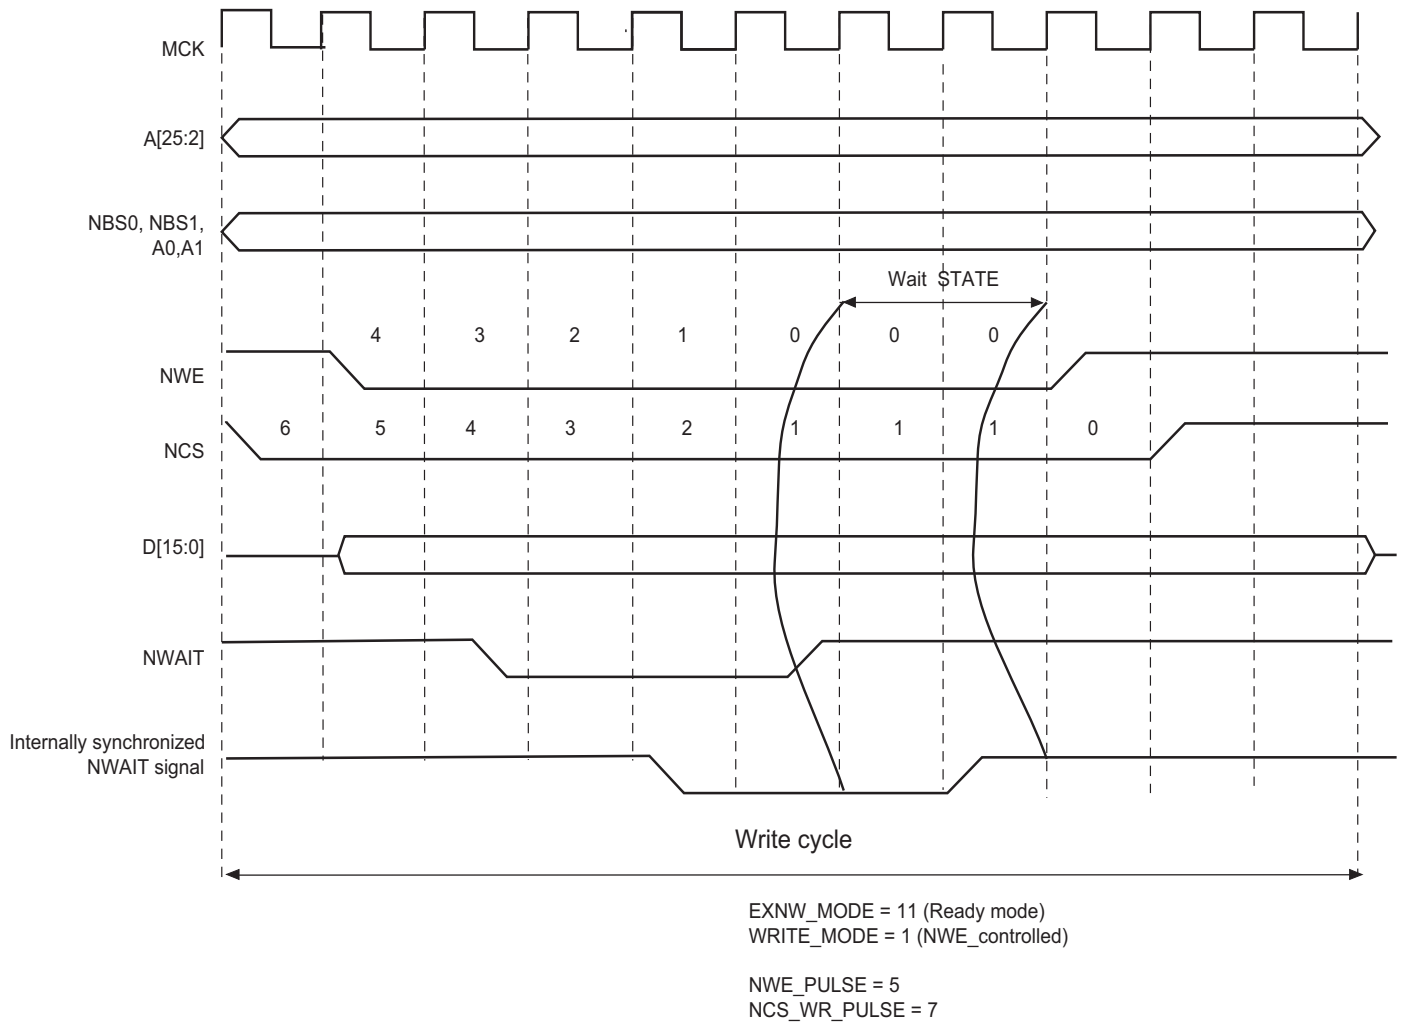 MCK
A[25:2]
NBS0, NBS1,
A0,A1
Wait STATE
4 3 2 1 0 0 0
NWE
6 5 4 3 2 1 1 1 0
NCS
D[15:0]
NWAIT
Internally synchronized
NWAIT signal
Write cycle
EXNW_MODE = 11 (Ready mode)
WRITE_MODE = 1 (NWE_controlled)
NWE_PULSE = 5
NCS_WR_PULSE = 7